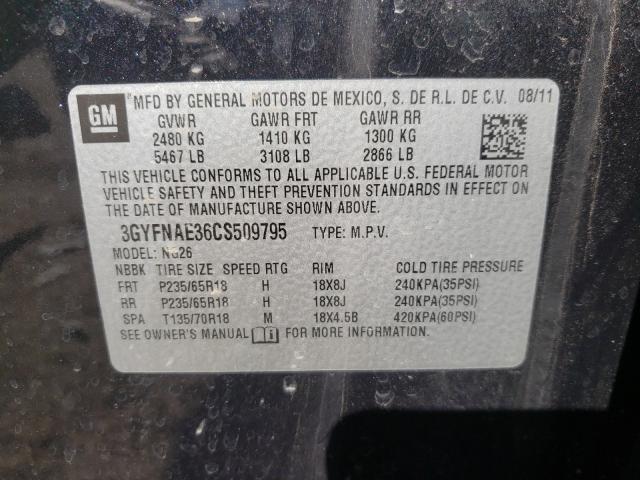 GM
MFD BY GENERAL MOTORS DE MEXICO, S. DE R.L. DE C.V. 08/11
GVWR GAWR FRT GAWR RR
2480 KG 1410 KG 1300 KG
5467 LB 3108 LB 2866 LB
THIS VEHICLE CONFORMS TO ALL APPLICABLE U.S. FEDERAL MOTOR
VEHICLE SAFETY AND THEFT PREVENTION STANDARDS IN EFFECT ON
THE DATE OF MANUFACTURE SHOWN ABOVE.
3GYFNAE36CS509795 TYPE: M.P.V.
MODEL: NG26
NBBK TIRE SIZE SPEED RTG RIM COLD TIRE PRESSURE
FRT P235/65R18 H 18X8J 240KPA(35PSI)
RR P235/65R18 H 18X8J 240KPA(35PSI)
SPA T135/70R18 M 18X4.5B 420KPA(60PSI)
SEE OWNER'S MANUAL FOR MORE INFORMATION.